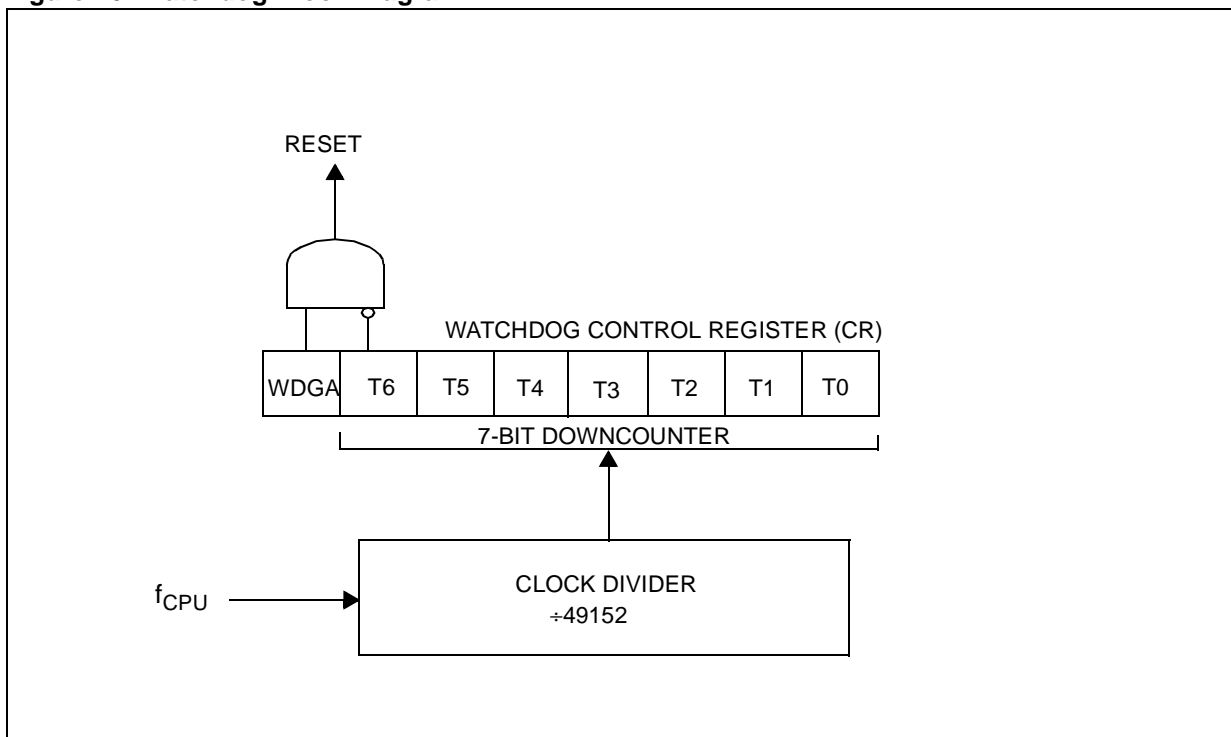 RESET
WATCHDOG CONTROL REGISTER (CR)
WDGA T6 T5 T4 T3 T2 T1 T0
7-BIT DOWNCOUNTER
fCPU
CLOCK DIVIDER
÷49152